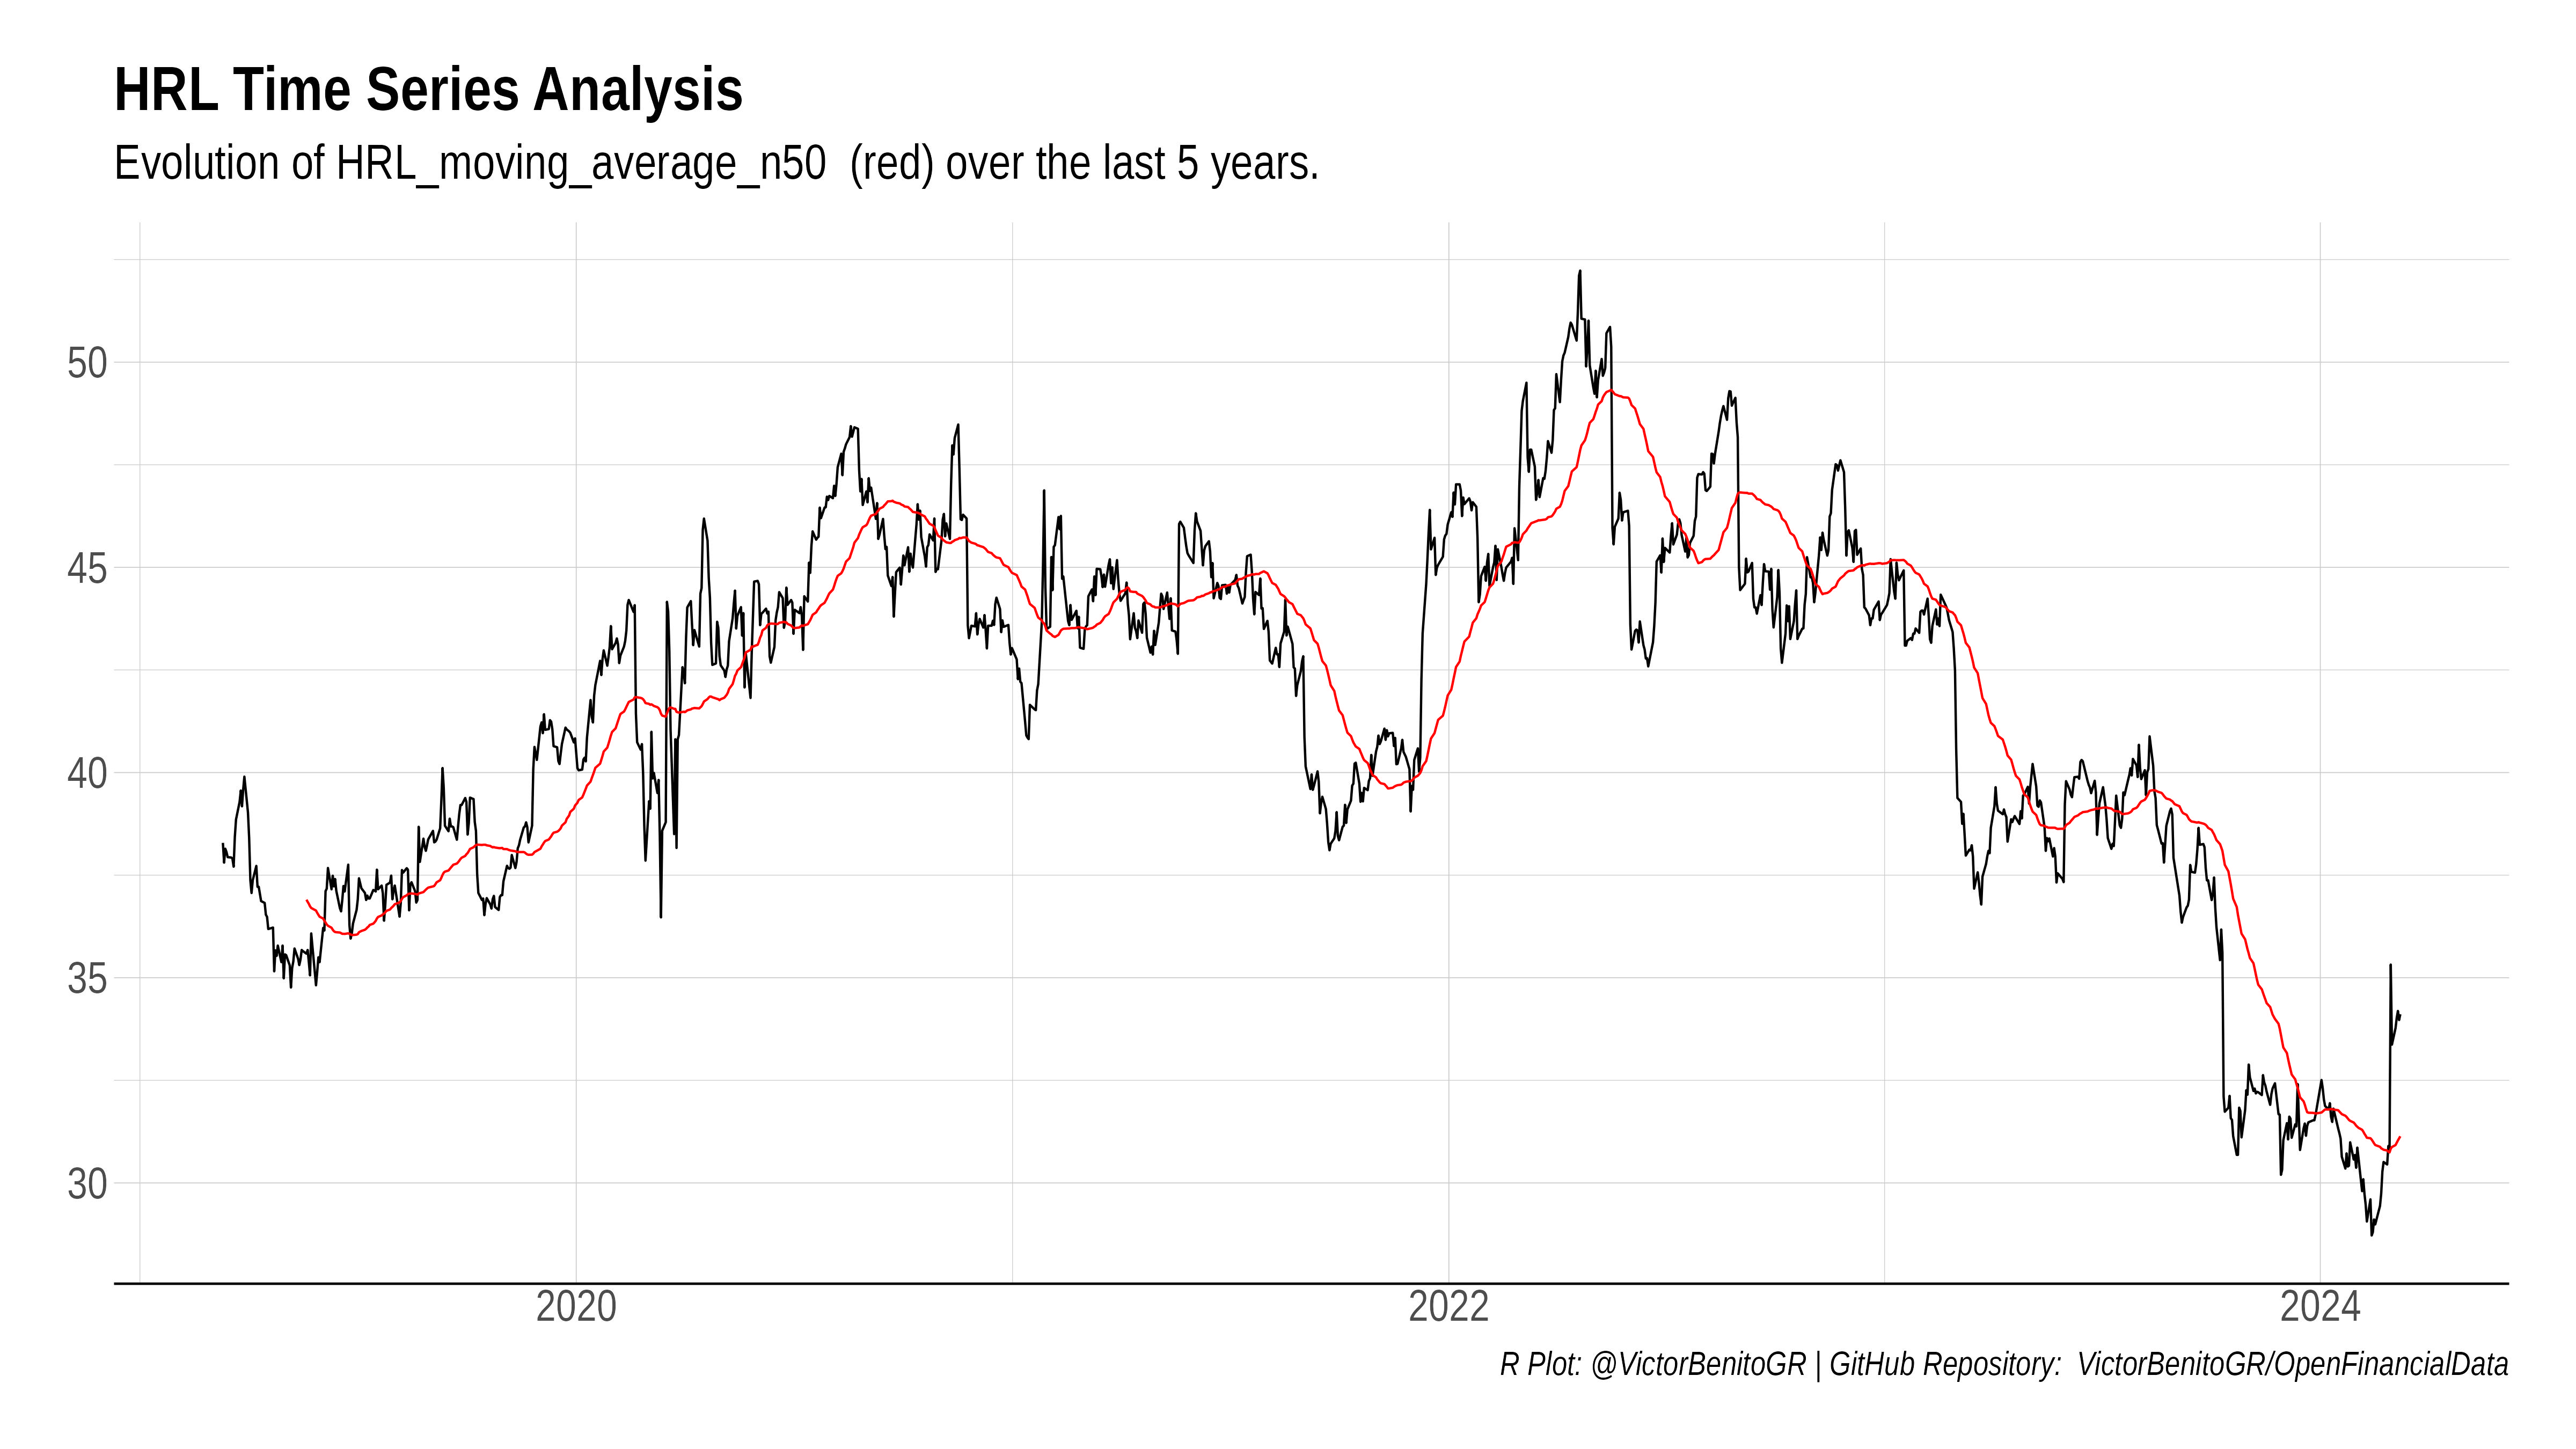 HRL Time Series Analysis
Evolution of HRL_moving_average_n50  (red) over the last 5 years.
50
45
40
35
30
2020 2022 2024
R Plot: @VictorBenitoGR | GitHub Repository:  VictorBenitoGR/OpenFinancialData